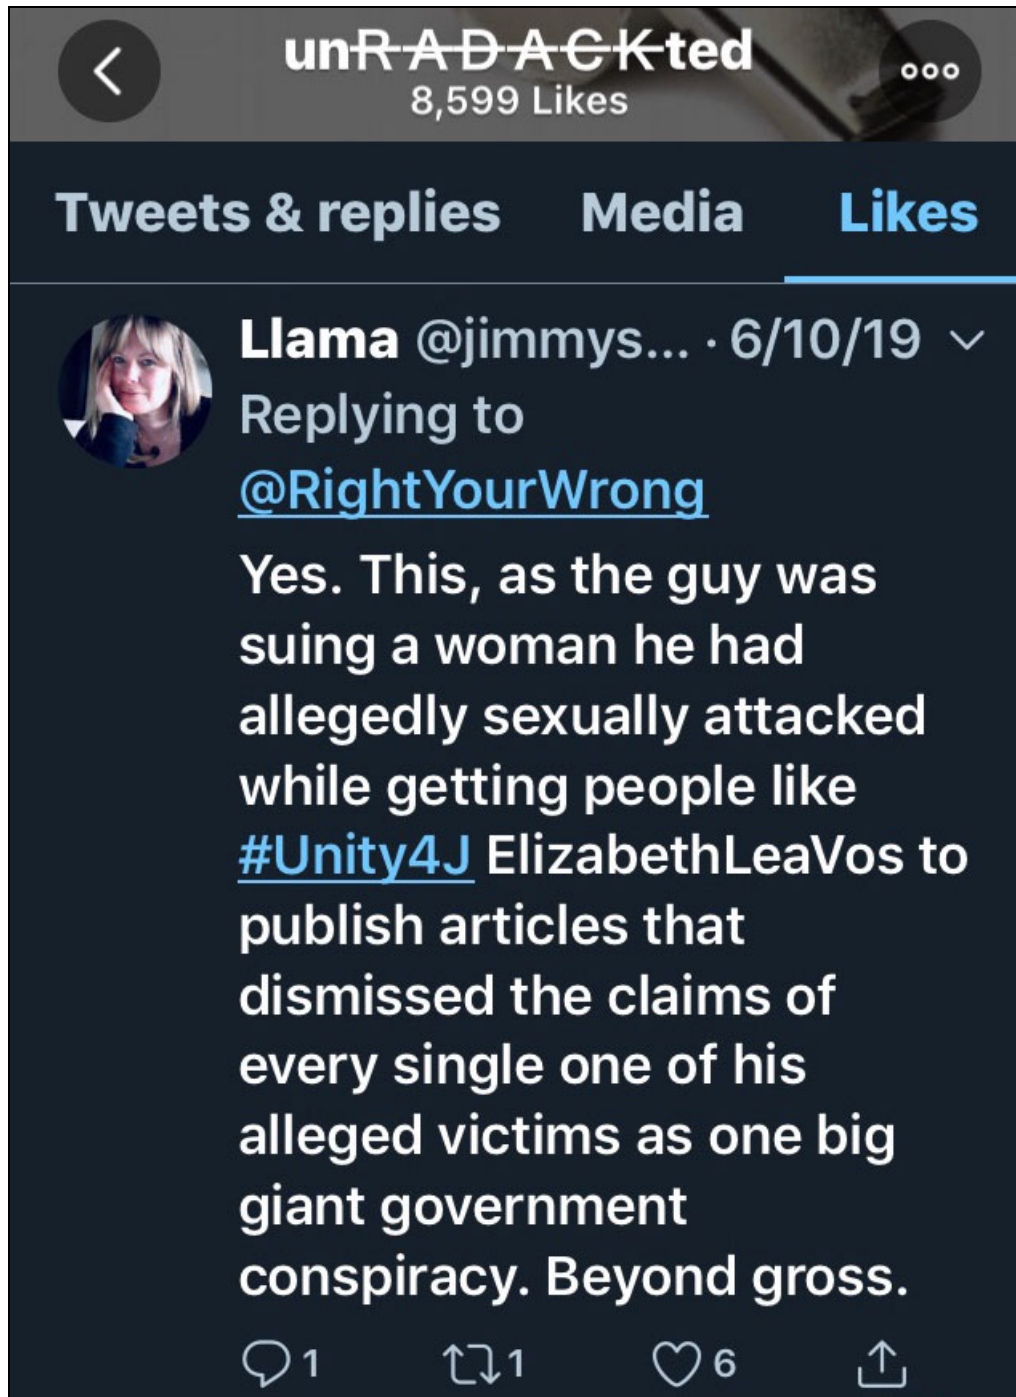 unRADACKted
8,599 Likes
Tweets & replies Media Likes
Llama @jimmys... · 6/10/19
Replying to
@RightYourWrong
Yes. This, as the guy was
suing a woman he had
allegedly sexually attacked
while getting people like
#Unity4J ElizabethLeaVos to
publish articles that
dismissed the claims of
every single one of his
alleged victims as one big
giant government
conspiracy. Beyond gross.
1 1 6